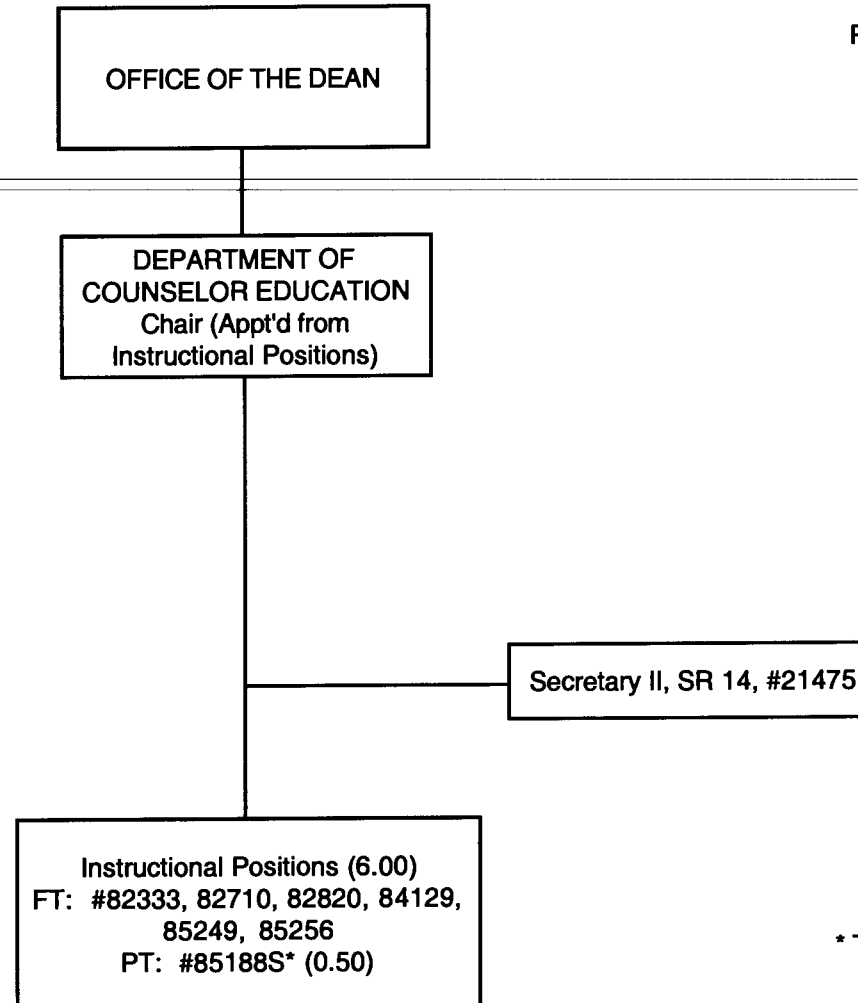 OFFICE OF THE DEAN
DEPARTMENT OF
COUNSELOR EDUCATION
Chair (Appt'd from
Instructional Positions)
Secretary II, SR 14, #21475
Instructional Positions (6.00)
FT: #82333, 82710, 82820, 84129,
85249, 85256
PT: #85188S* (0.50)
*